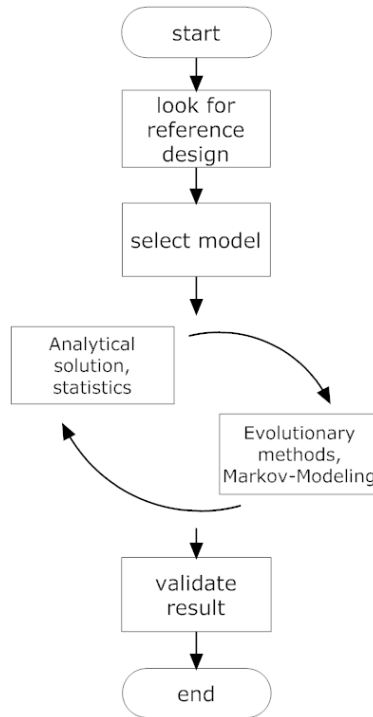 start
look for
reference
design
select model
Analytical
solution,
statistics
Evolutionary
methods,
Markov-Modeling
validate
result
end